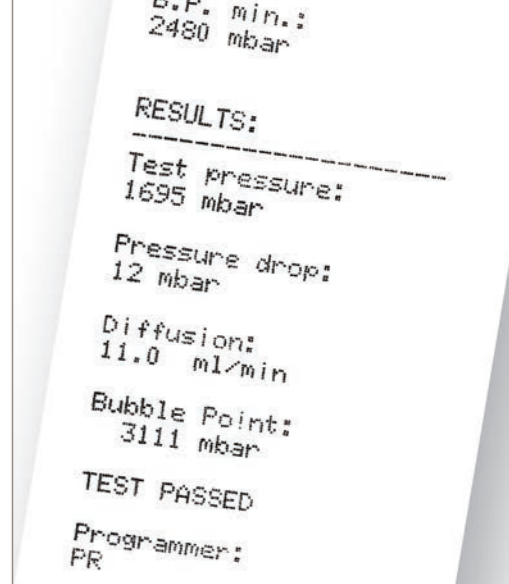 B.P. min.:
2480 mbar
RESULTS:
--------------------------
Test pressure:
1695 mbar
Pressure drop:
12 mbar
Diffusion:
11.0 ml/min
Bubble Point:
3111 mbar
TEST PASSED
Programmer:
PR